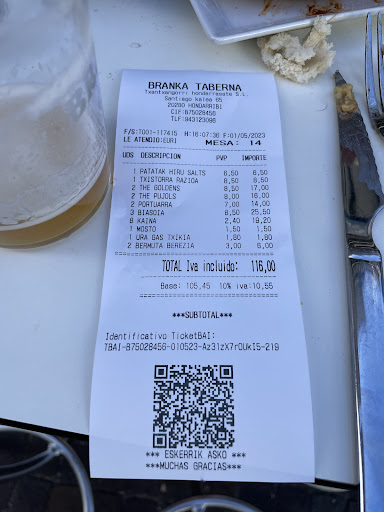 BRANKA TABERNA
Txantxangorri hondarresate S.L.
Santiago kalea 65
20280 HONDARRIBI
CIF:B75028456
TLF:943123096
F/S:T001-117415 H:16:07:36 F:01/05/2023
LE ATENDIO:EURI MESA: 14
UDS DESCRIPCION PVP IMPORTE
1 PATATAK HIRU SALTS 6,50 6,50
1 TXISTORRA RAZIOA 6,50 6,50
2 THE GOLDENS 8,50 17,00
2 THE PUJOLS 8,00 16,00
2 PORTUARRA 7,00 14,00
3 BIAGOIA 8,50 25,50
8 KAINA 2,40 19,20
1 MOSTO 1,50 1,50
1 URA GAS TXIKIA 1,80 1,80
2 BERMUTA BEREZIA 3,00 6,00
TOTAL Iva incluido: 116,00
Base: 105,45 10% iva:10,55
***SUBTOTAL***
Identificativo TicketBAI:
TBAI-B75028456-010523-Az31zX7rOUkI5-219
*** ESKERRIK ASKO ***
***MUCHAS GRACIAS***